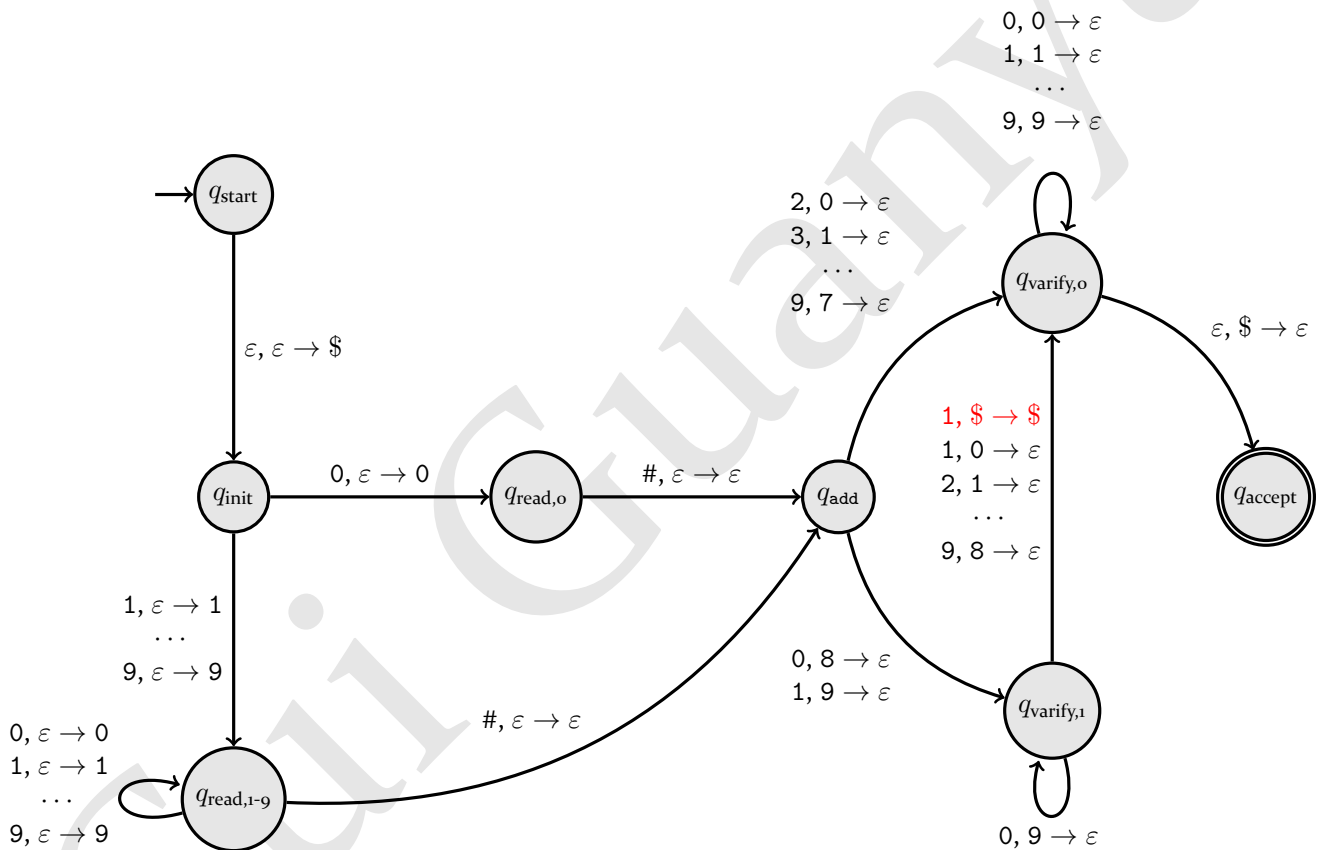 0, 0 → ε
1, 1 → ε
...
9, 9 → ε
q_start
2, 0 → ε
3, 1 → ε
...
9, 7 → ε
q_varify,0
ε, ε → $
ε, $ → ε
1, $ → $
1, 0 → ε
2, 1 → ε
...
9, 8 → ε
q_init
0, ε → 0
q_read,0
#, ε → ε
q_add
q_accept
1, ε → 1
...
9, ε → 9
0, 8 → ε
1, 9 → ε
q_varify,1
#, ε → ε
0, ε → 0
1, ε → 1
...
9, ε → 9
q_read,1-9
0, 9 → ε
Gui Guany